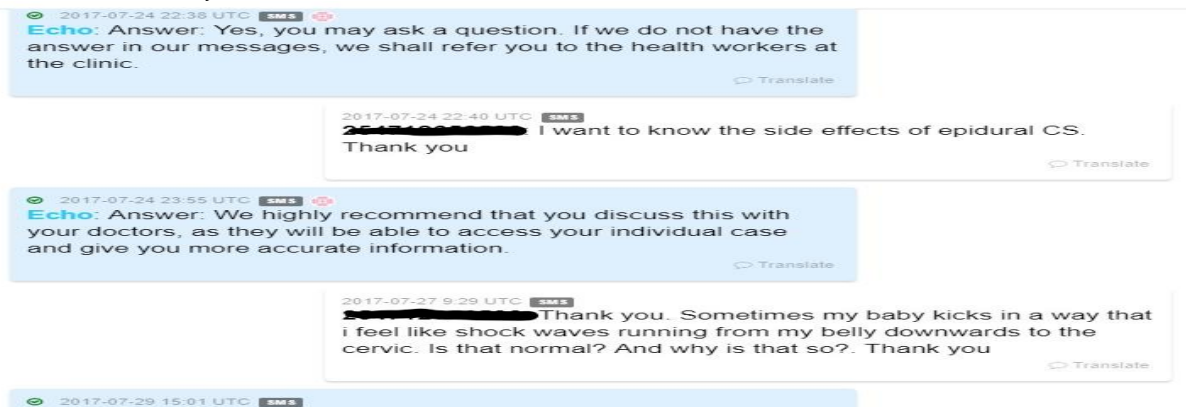 2017-07-24 22:38 UTC SMS
Echo: Answer: Yes, you may ask a question. If we do not have the
answer in our messages, we shall refer you to the health workers at
the clinic.
Translate
2017-07-24 22:40 UTC SMS
I want to know the side effects of epidural CS.
Thank you
Translate
2017-07-24 23:55 UTC SMS
Echo: Answer: We highly recommend that you discuss this with
your doctors, as they will be able to access your individual case
and give you more accurate information.
Translate
2017-07-27 9:29 UTC SMS
Thank you. Sometimes my baby kicks in a way that
i feel like shock waves running from my belly downwards to the
cervic. Is that normal? And why is that so?. Thank you
Translate
2017-07-29 15:01 UTC SMS